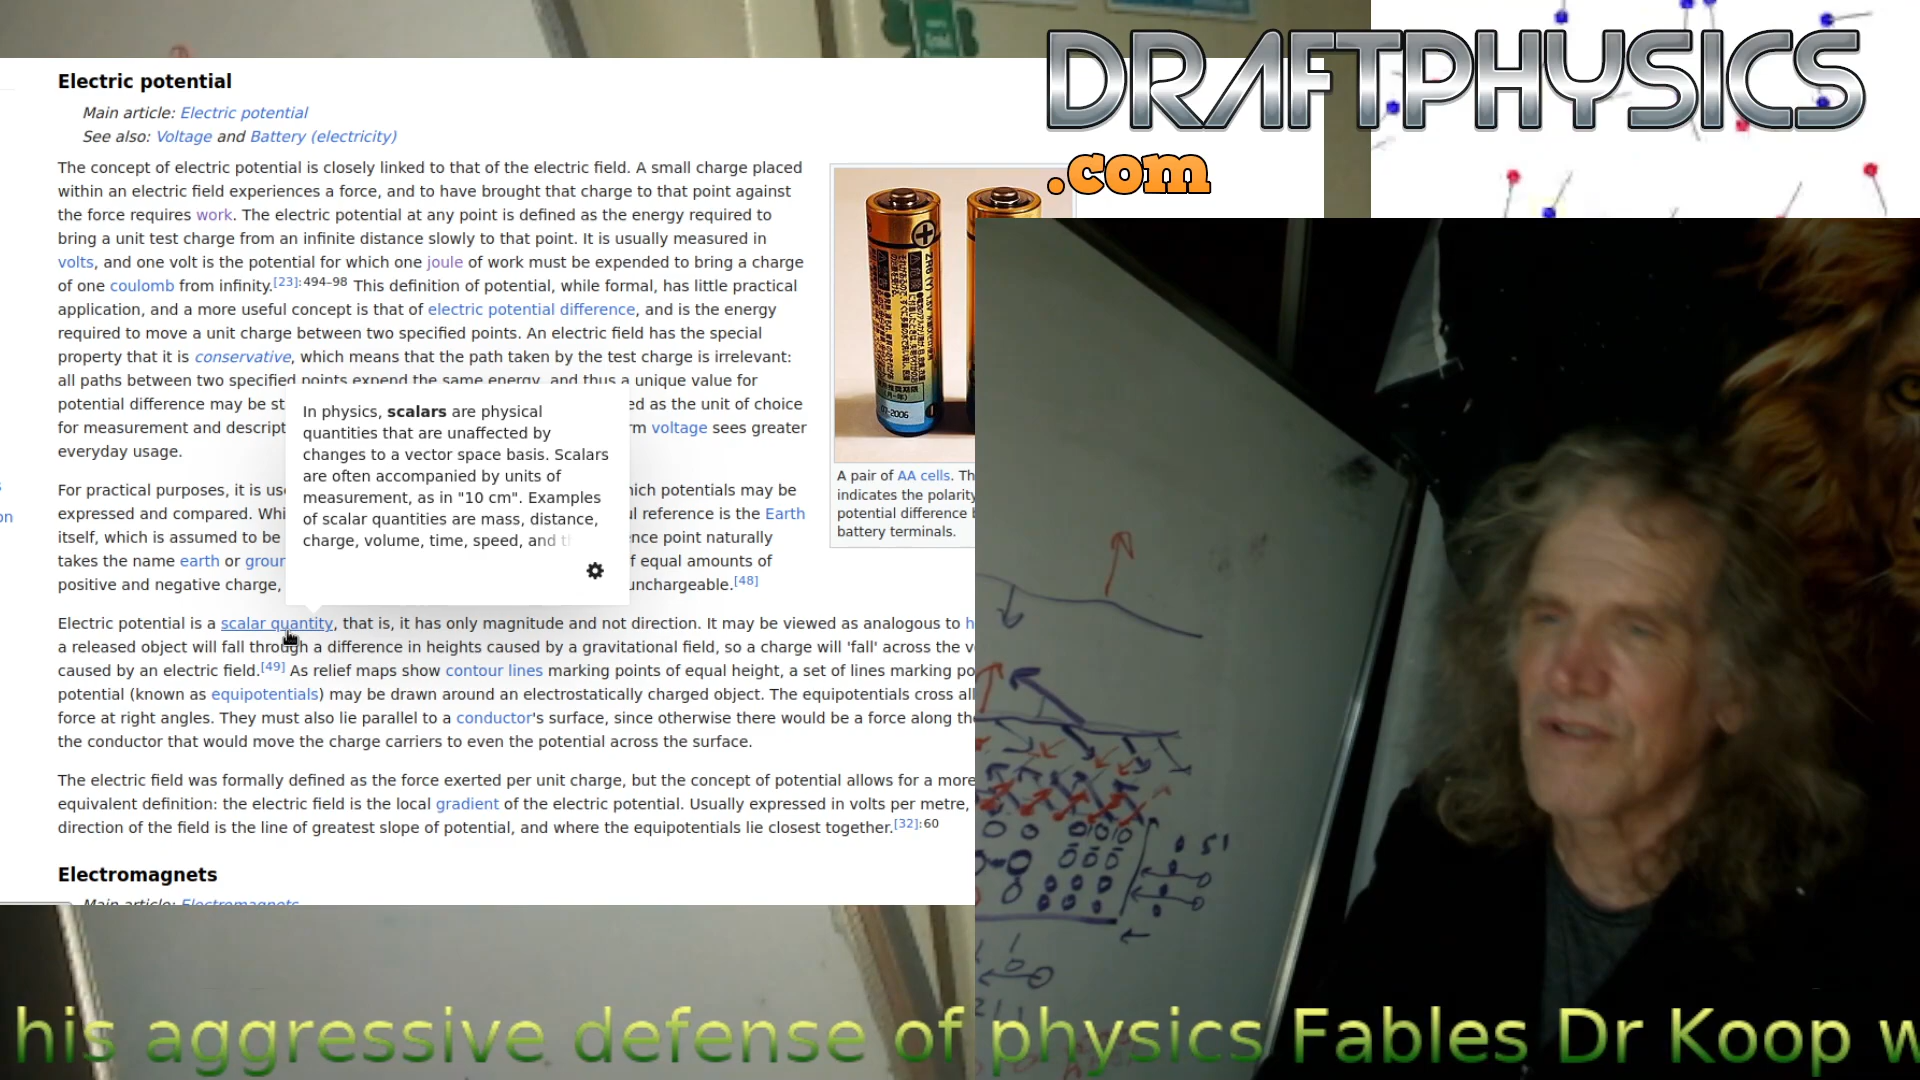 DRAFTPHYSICS
.com
Electric potential
Main article: Electric potential
See also: Voltage and Battery (electricity)
The concept of electric potential is closely linked to that of the electric field. A small charge placed
within an electric field experiences a force, and to have brought that charge to that point against
the force requires work. The electric potential at any point is defined as the energy required to
bring a unit test charge from an infinite distance slowly to that point. It is usually measured in
volts, and one volt is the potential for which one joule of work must be expended to bring a charge
of one coulomb from infinity.[23]:494–98 This definition of potential, while formal, has little practical
application, and a more useful concept is that of electric potential difference, and is the energy
required to move a unit charge between two specified points. An electric field has the special
property that it is conservative, which means that the path taken by the test charge is irrelevant:
all paths between two specified points expend the same energy, and thus a unique value for
potential difference may be st
ed as the unit of choice
for measurement and descript
rm voltage sees greater
everyday usage.
In physics, scalars are physical
quantities that are unaffected by
changes to a vector space basis. Scalars
are often accompanied by units of
measurement, as in "10 cm". Examples
of scalar quantities are mass, distance,
charge, volume, time, speed, and
A pair of AA cells. Th
indicates the polarity
potential difference b
battery terminals.
For practical purposes, it is use
hich potentials may be
expressed and compared. Whi
ul reference is the Earth
itself, which is assumed to be
nce point naturally
takes the name earth or groun
f equal amounts of
positive and negative charge,
unchargeable.[48]
Electric potential is a scalar quantity, that is, it has only magnitude and not direction. It may be viewed as analogous to h
a released object will fall through a difference in heights caused by a gravitational field, so a charge will 'fall' across the v
caused by an electric field.[49] As relief maps show contour lines marking points of equal height, a set of lines marking po
potential (known as equipotentials) may be drawn around an electrostatically charged object. The equipotentials cross all
force at right angles. They must also lie parallel to a conductor's surface, since otherwise there would be a force along the
the conductor that would move the charge carriers to even the potential across the surface.
The electric field was formally defined as the force exerted per unit charge, but the concept of potential allows for a more
equivalent definition: the electric field is the local gradient of the electric potential. Usually expressed in volts per metre,
direction of the field is the line of greatest slope of potential, and where the equipotentials lie closest together.[32]:60
Electromagnets
Main article: Electromagnets
his aggressive defense of physics Fables Dr Koop w